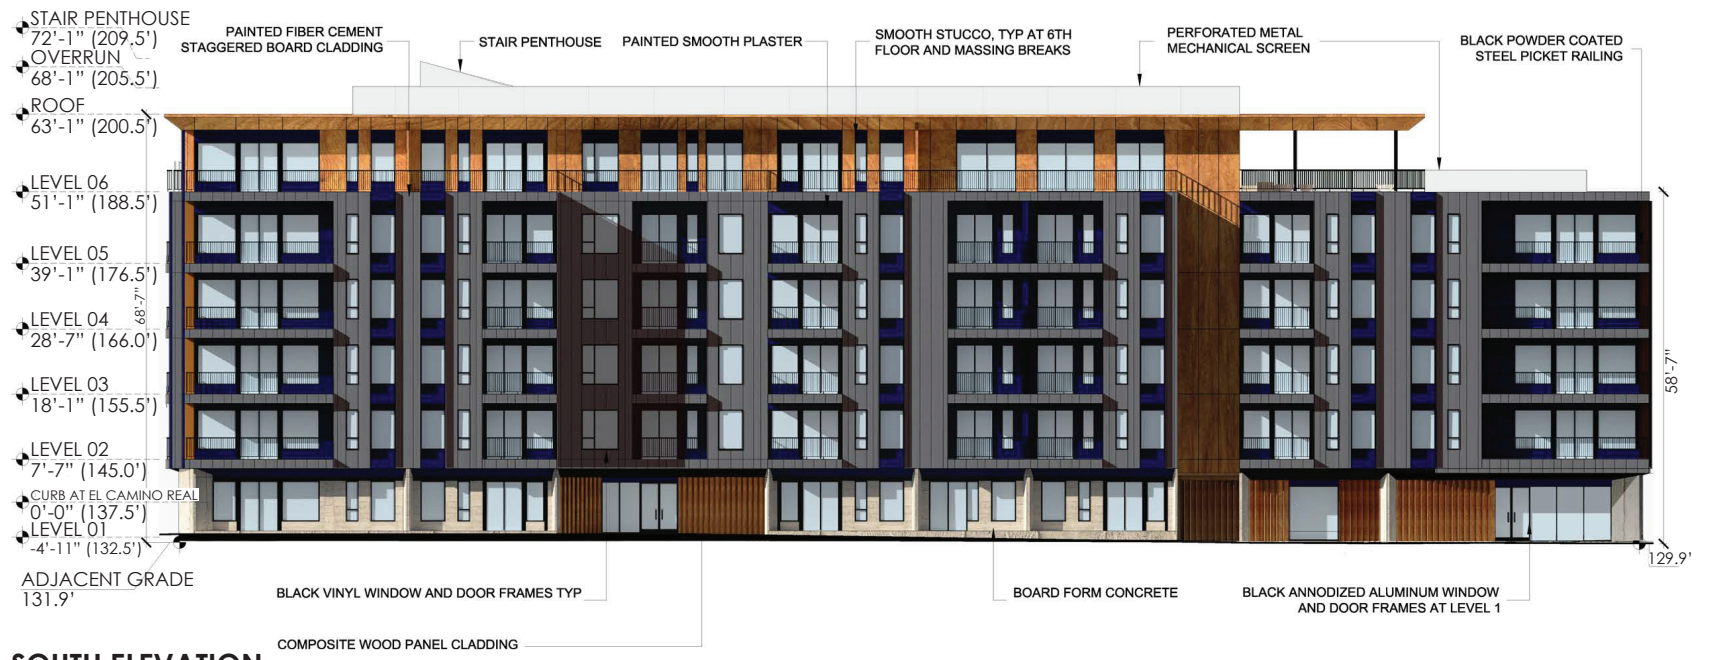 STAIR PENTHOUSE
72'-1" (209.5')
OVERRUN
68'-1" (205.5')
ROOF
63'-1" (200.5')
LEVEL 06
51'-1" (188.5')
LEVEL 05
39'-1" (176.5')
LEVEL 04
28'-7" (166.0')
LEVEL 03
18'-1" (155.5')
LEVEL 02
7'-7" (145.0')
CURB AT EL CAMINO REAL
0'-0" (137.5')
LEVEL 01
-4'-11" (132.5')
ADJACENT GRADE
131.9'
68'-7"
PAINTED FIBER CEMENT
STAGGERED BOARD CLADDING
STAIR PENTHOUSE
PAINTED SMOOTH PLASTER
SMOOTH STUCCO, TYP AT 6TH
FLOOR AND MASSING BREAKS
PERFORATED METAL
MECHANICAL SCREEN
BLACK POWDER COATED
STEEL PICKET RAILING
58'-7"
129.9'
BLACK VINYL WINDOW AND DOOR FRAMES TYP
BOARD FORM CONCRETE
BLACK ANNODIZED ALUMINUM WINDOW
AND DOOR FRAMES AT LEVEL 1
COMPOSITE WOOD PANEL CLADDING
SOUTH ELEVATION